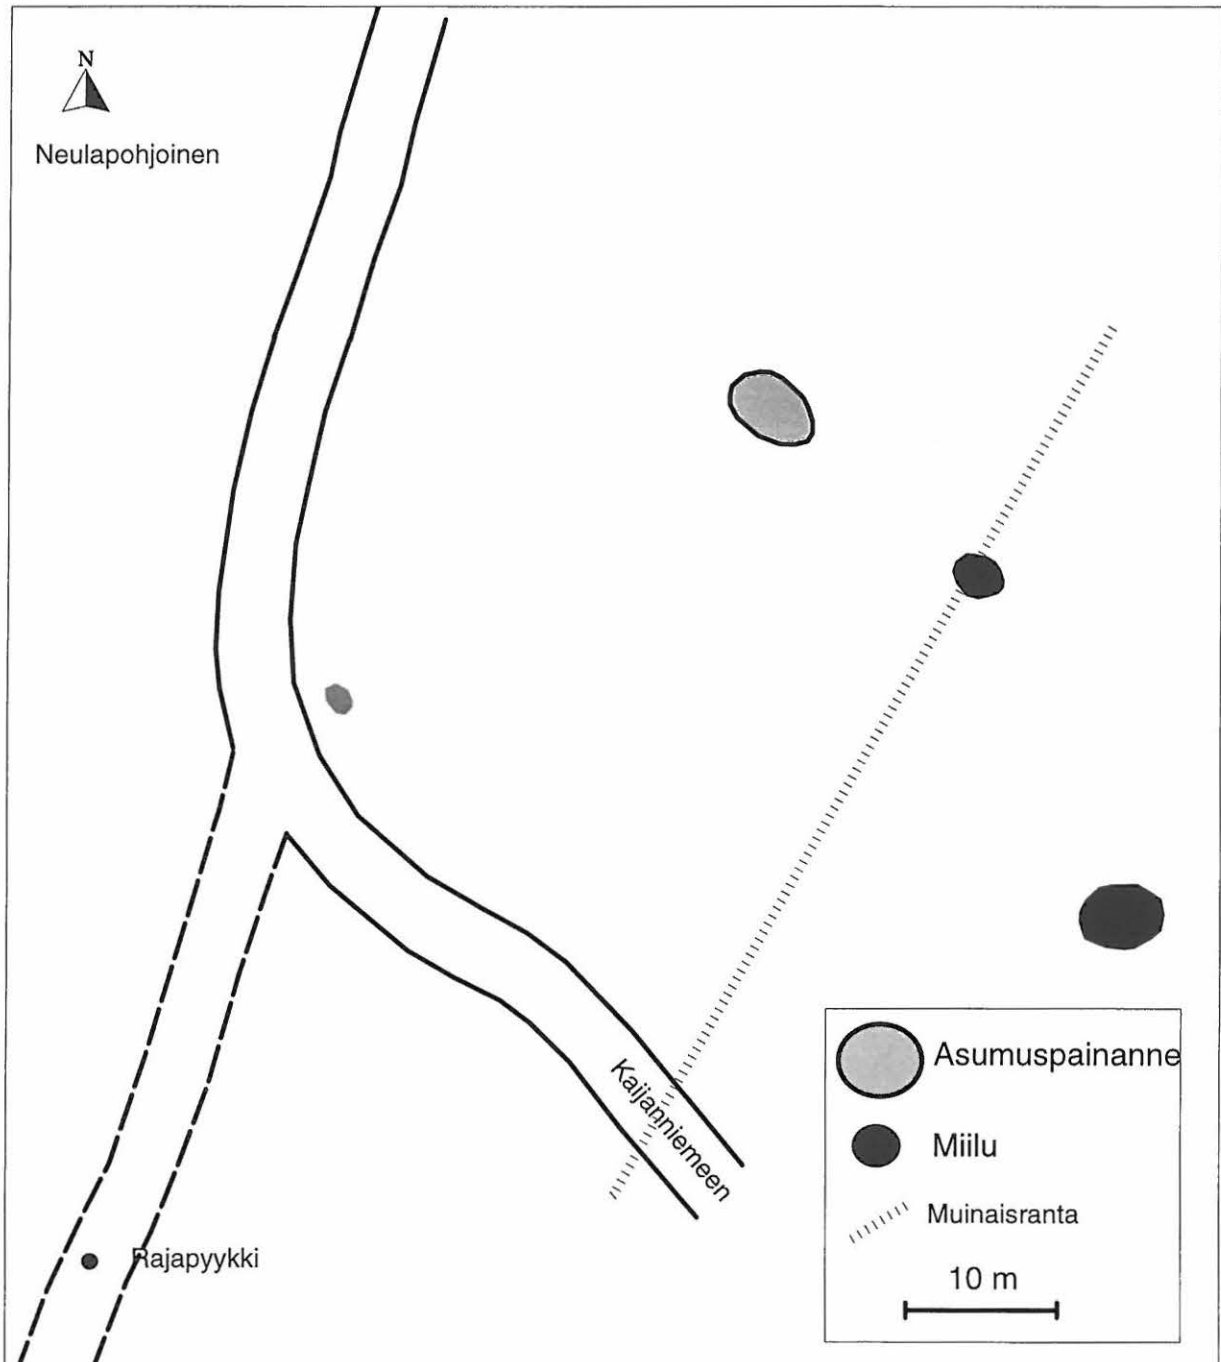 N
Neulapohjoinen
Kaijanniemeen
Asumuspainanne
Miilu
Muinaisranta
10 m
Rajapyykki